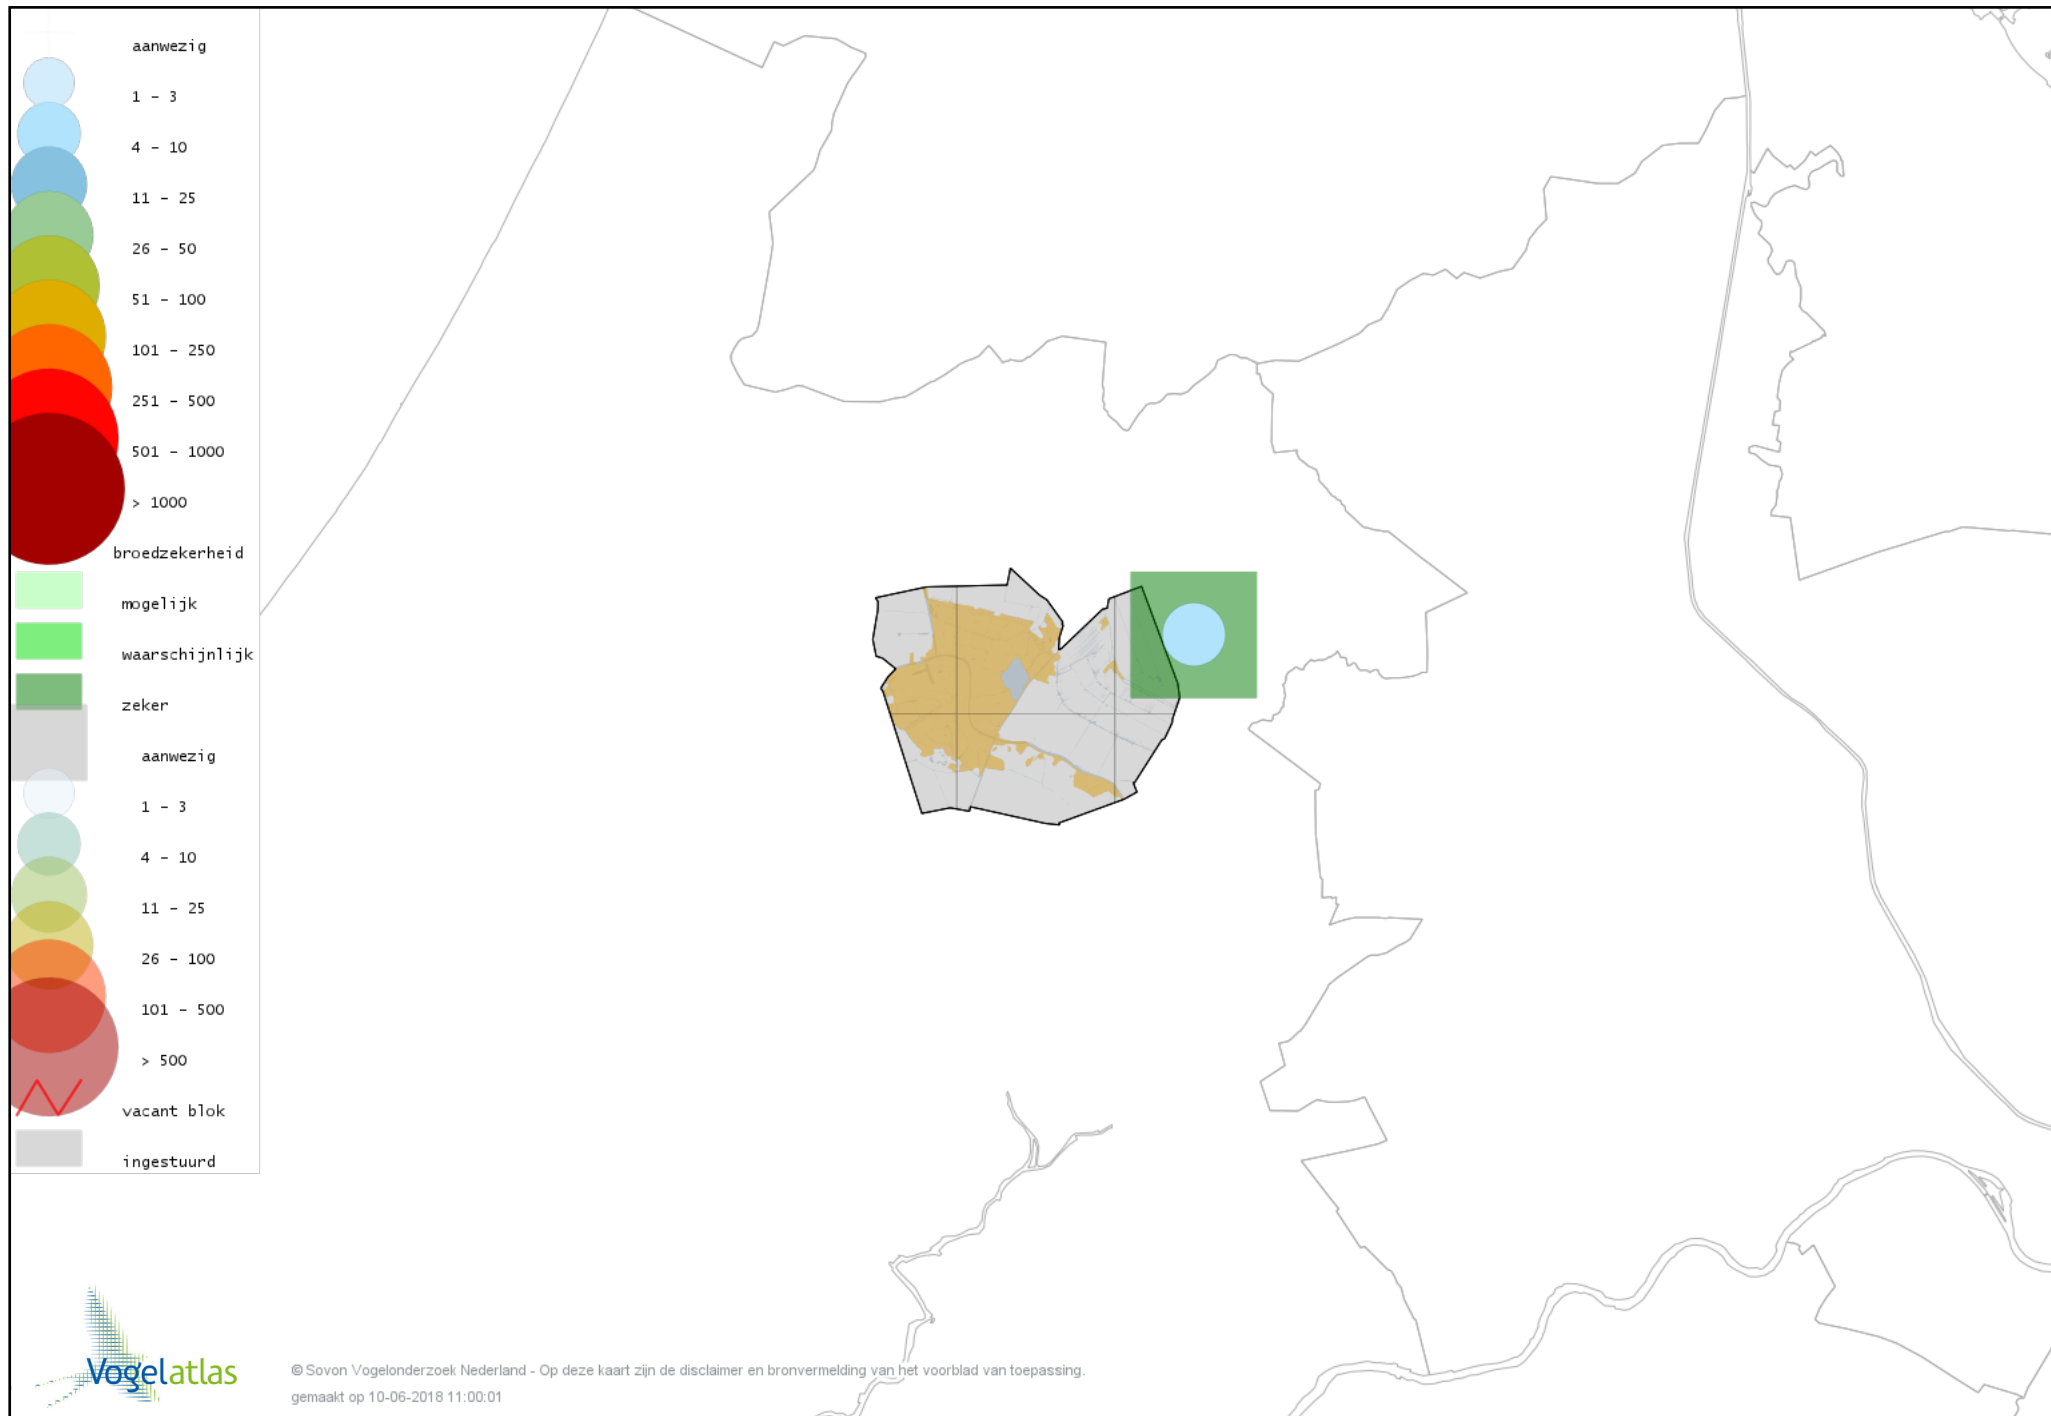 aanwezig
1 - 3
4 - 10
11 - 25
26 - 50
51 - 100
101 - 250
251 - 500
501 - 1000
> 1000
broedzekerheid
mogelijk
waarschijnlijk
zeker
aanwezig
1 - 3
4 - 10
11 - 25
26 - 100
101 - 500
> 500
vacant blok
ingestuurd
Vogelatlas
© Sovon Vogelonderzoek Nederland - Op deze kaart zijn de disclaimer en bronvermelding van het voorblad van toepassing.
gemaakt op 10-06-2018 11:00:01